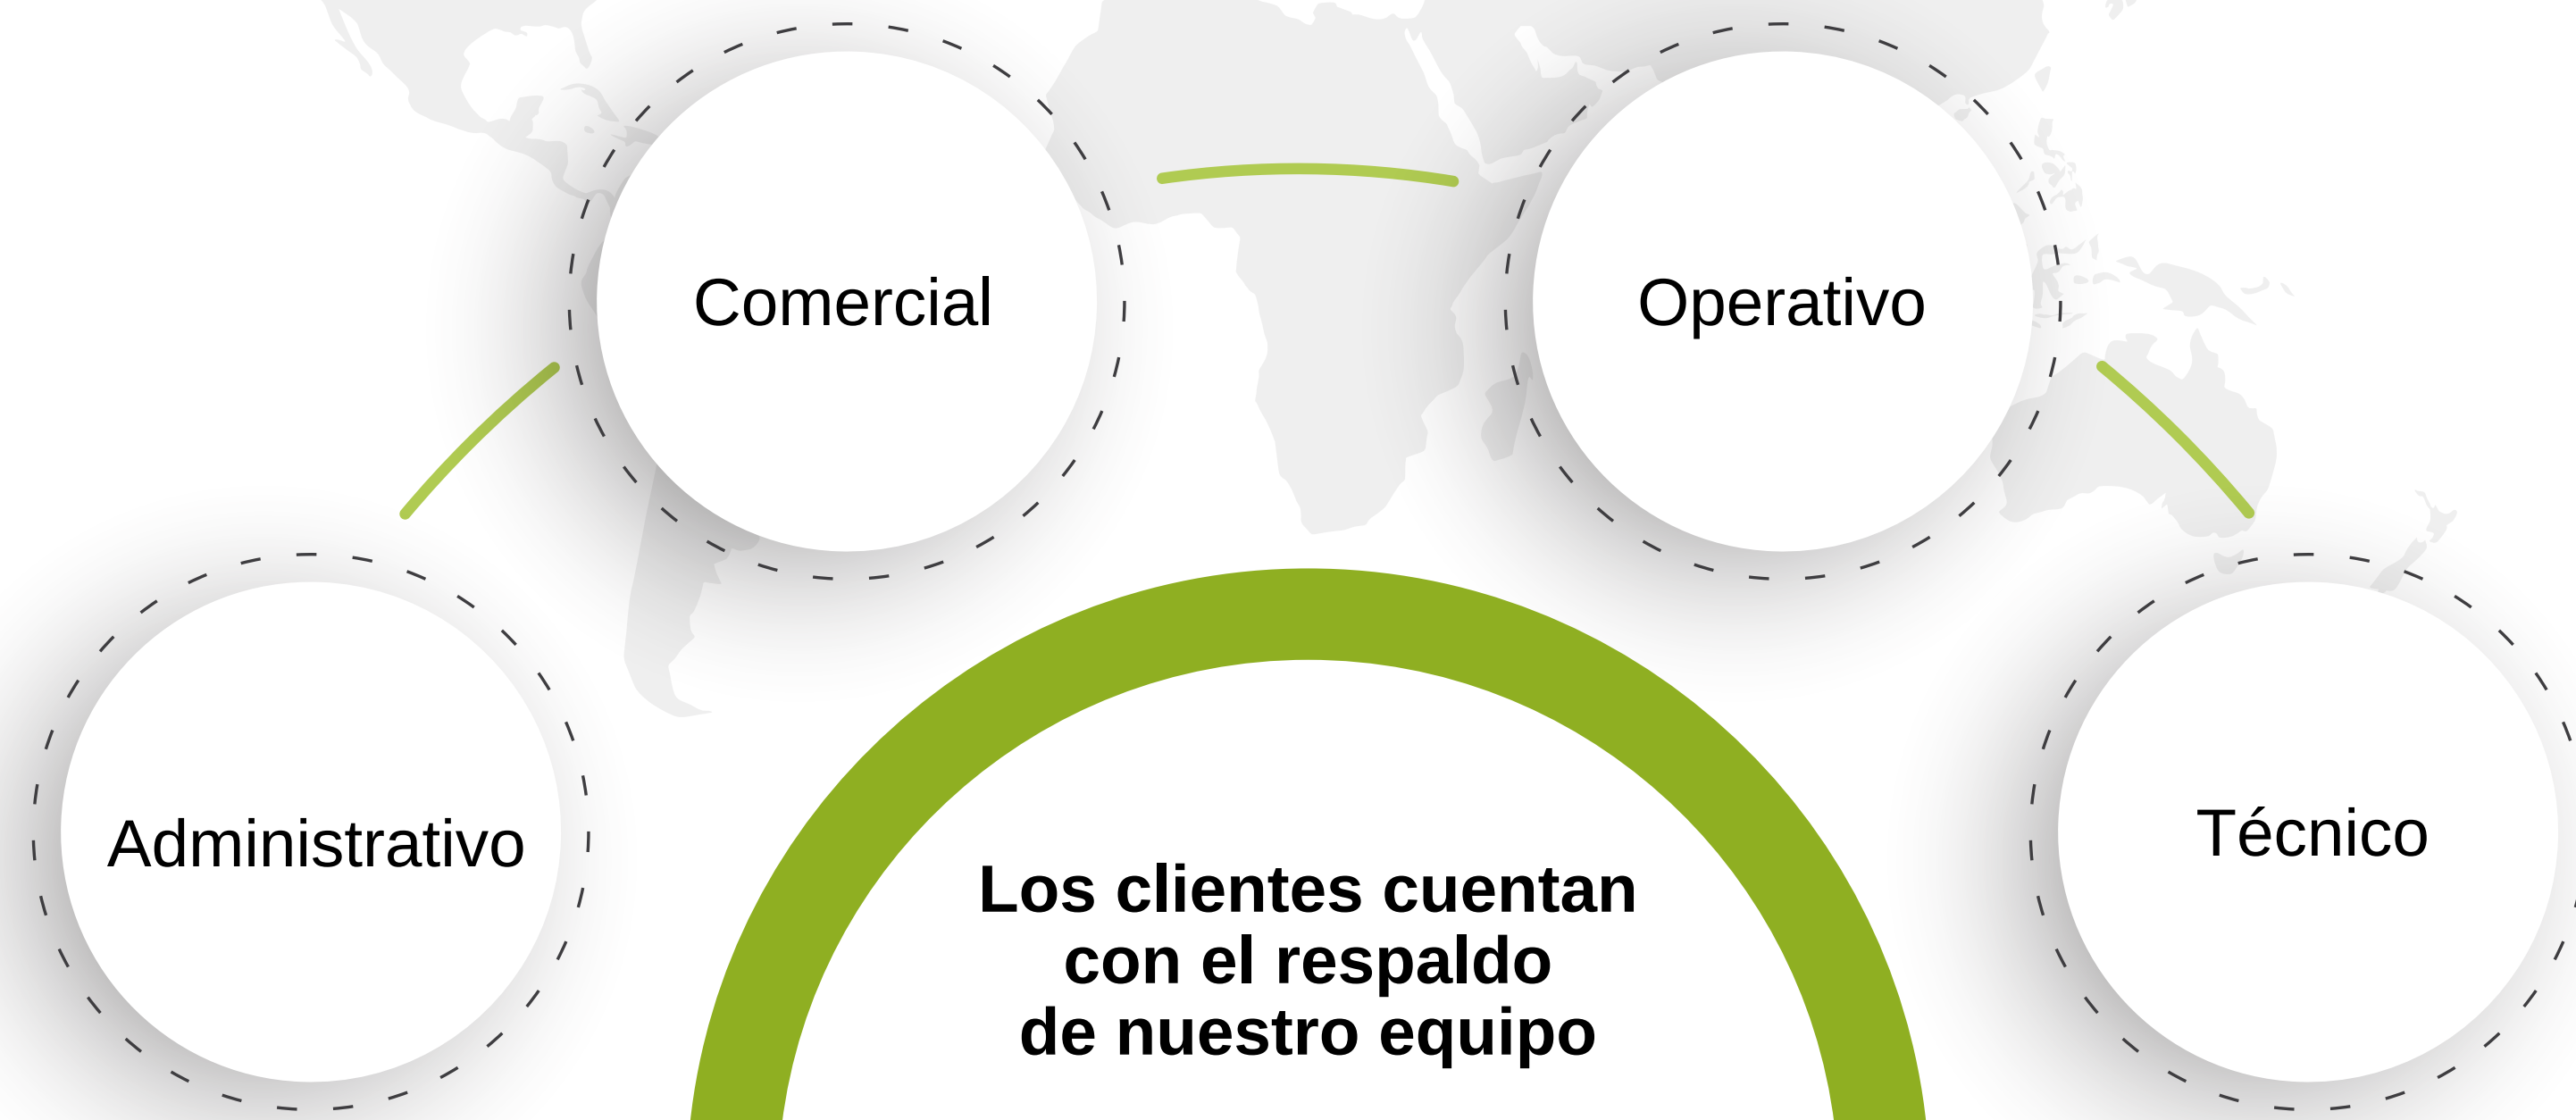 Comercial
Operativo
Administrativo
Técnico
Los clientes cuentan
con el respaldo
de nuestro equipo